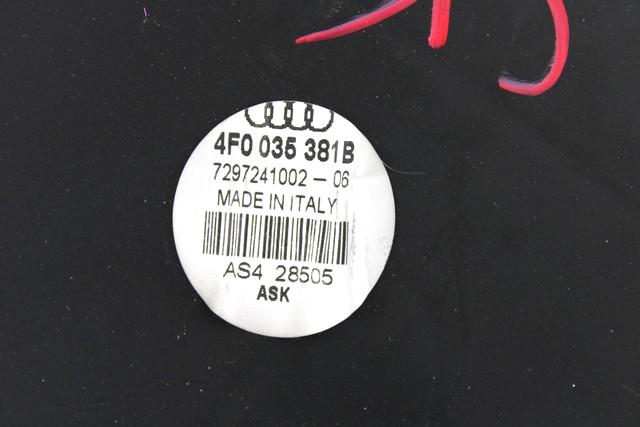 4F0 035 381B
7297241002 – 06
MADE IN ITALY
AS4 28505
ASK